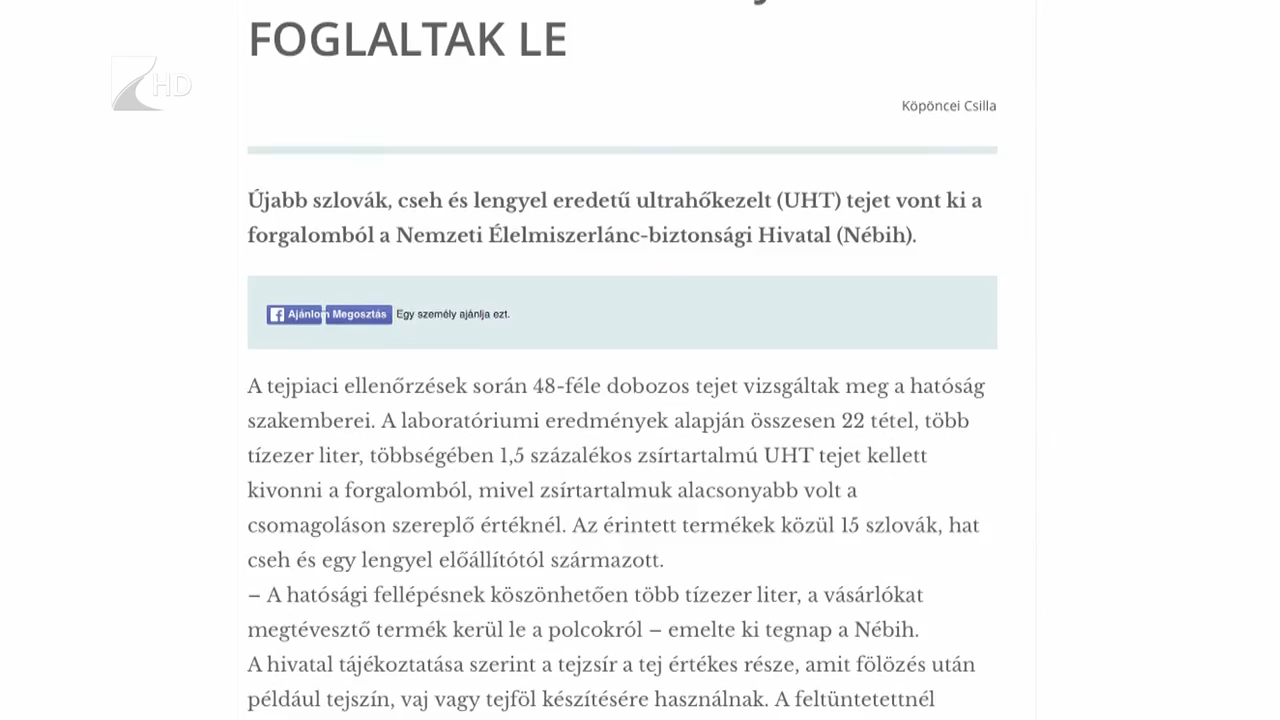 FOGLALTAK LE
HD
Köpöncei Csilla
Újabb szlovák, cseh és lengyel eredetű ultrahőkezelt (UHT) tejet vont ki a
forgalomból a Nemzeti Élelmiszerlánc-biztonsági Hivatal (Nébih).
Ajánlom Megosztás Egy személy ajánlja ezt.
A tejpiaci ellenőrzések során 48-féle dobozos tejet vizsgáltak meg a hatóság
szakemberei. A laboratóriumi eredmények alapján összesen 22 tétel, több
tízezer liter, többségében 1,5 százalékos zsírtartalmú UHT tejet kellett
kivonni a forgalomból, mivel zsírtartalmuk alacsonyabb volt a
csomagoláson szereplő értéknél. Az érintett termékek közül 15 szlovák, hat
cseh és egy lengyel előállítótól származott.
– A hatósági fellépésnek köszönhetően több tízezer liter, a vásárlókat
megtévesztő termék kerül le a polcokról – emelte ki tegnap a Nébih.
A hivatal tájékoztatása szerint a tejzsír a tej értékes része, amit fölözés után
például tejszín, vaj vagy tejföl készítésére használnak. A feltüntetettnél